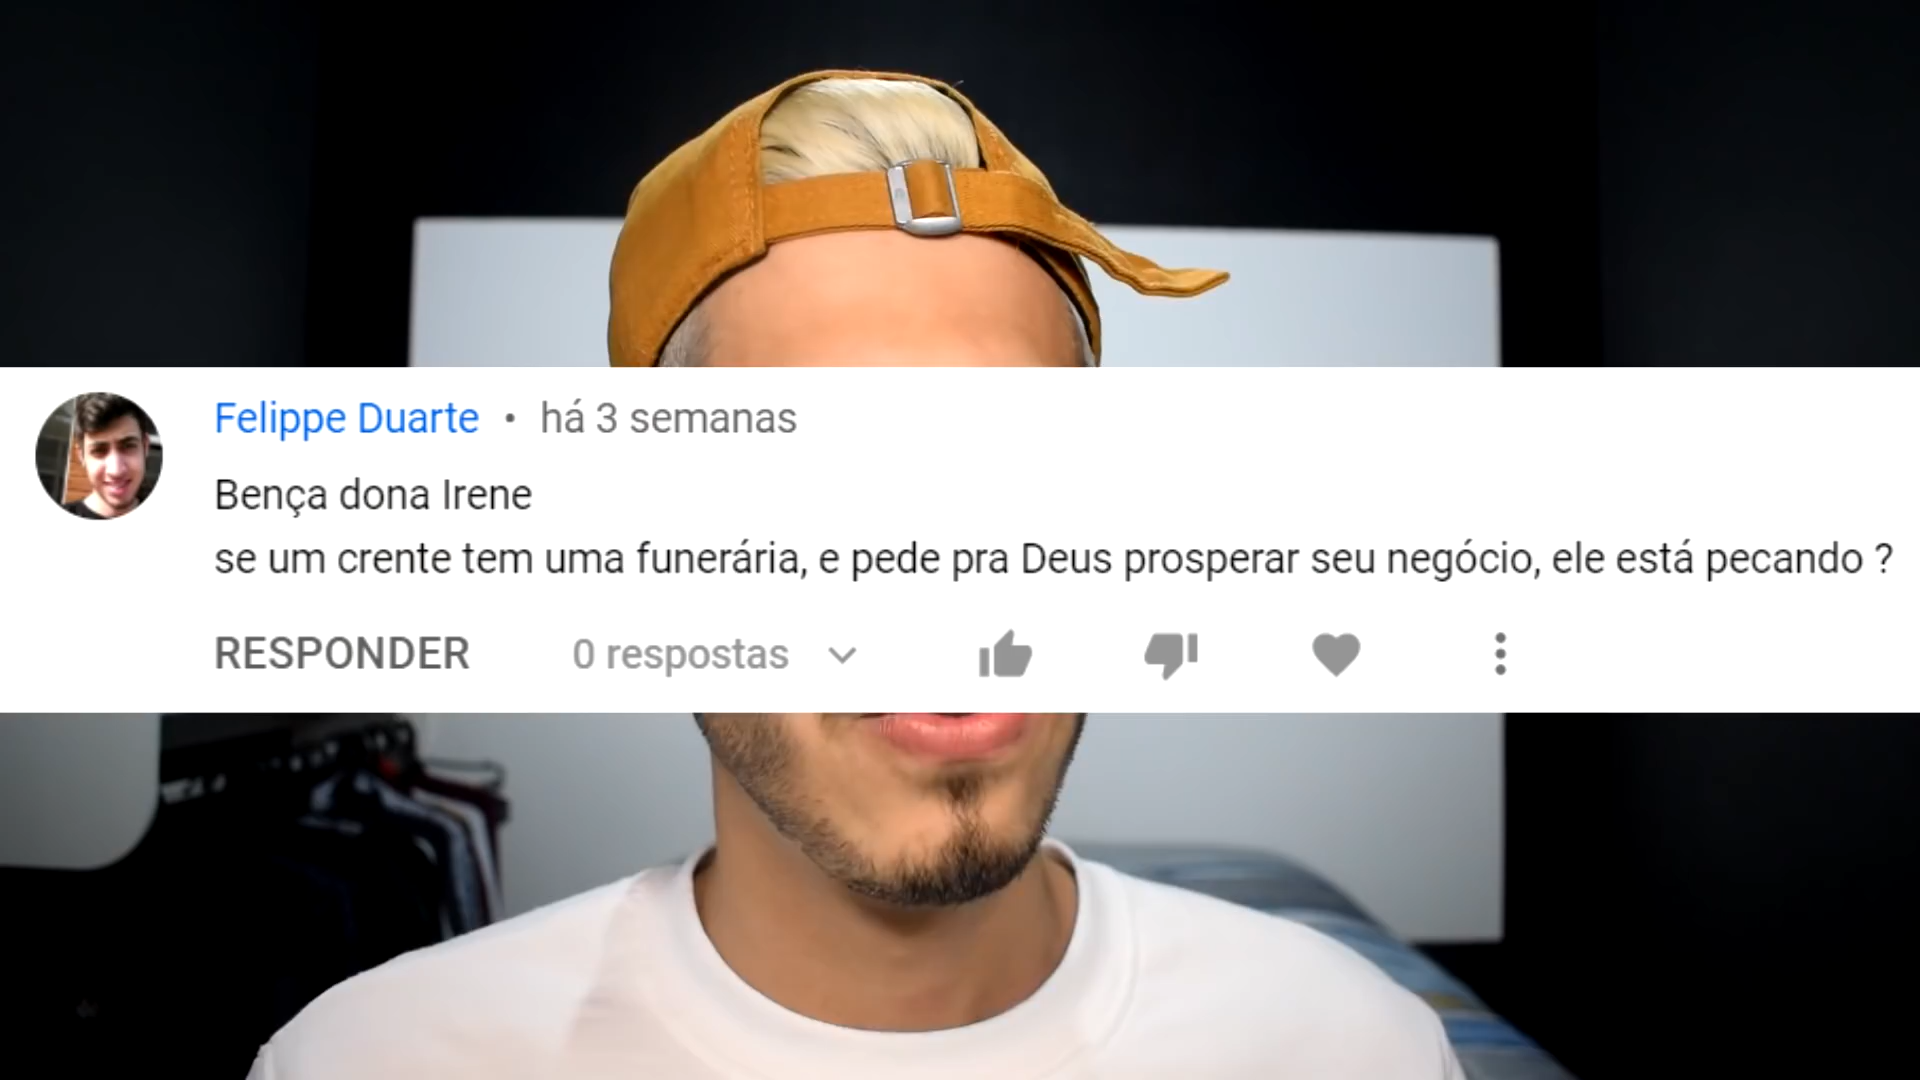 Felippe Duarte • há 3 semanas
Bença dona Irene
se um crente tem uma funerária, e pede pra Deus prosperar seu negócio, ele está pecando ?
RESPONDER 0 respostas